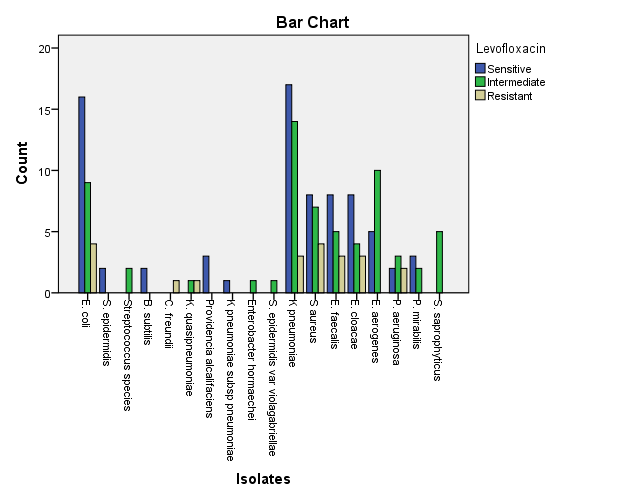 Bar Chart
Levofloxacin
Sensitive
Intermediate
Resistant
Count
20
15
10
5
0
E. coli
S. epidermidis
Streptococcus species
B. subtilis
C. freundii
K. quasipneumoniae
Providencia alcalifaciens
K pneumoniae subsp pneumoniae
Enterobacter hormaechei
S. epidermidis var violagabriellae
K pneumoniae
S aureus
E. faecalis
E. cloacae
E. aerogenes
P. aeruginosa
P. mirabilis
S. saprophyticus
Isolates